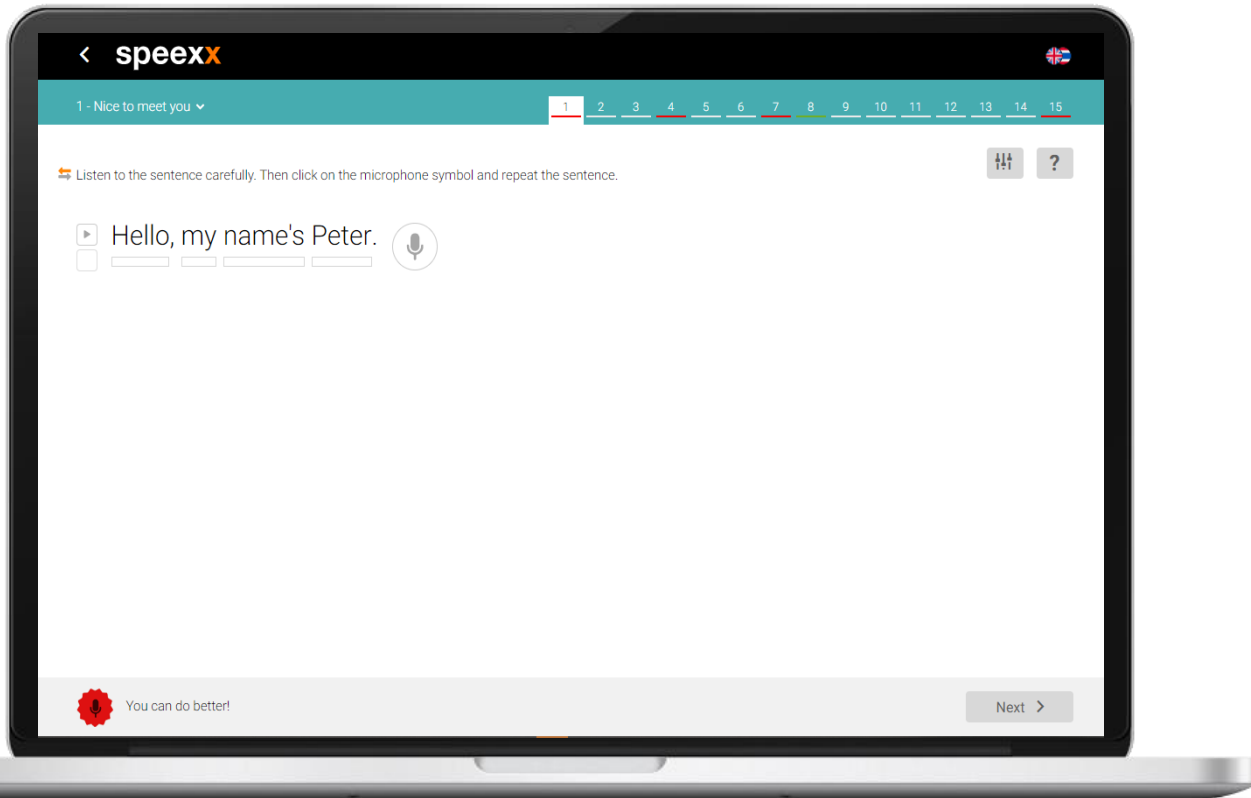 speexx
1 - Nice to meet you
1 2 3 4 5 6 7 8 9 10 11 12 13 14 15
?
Listen to the sentence carefully. Then click on the microphone symbol and repeat the sentence.
Hello, my name's Peter.
You can do better!
Next